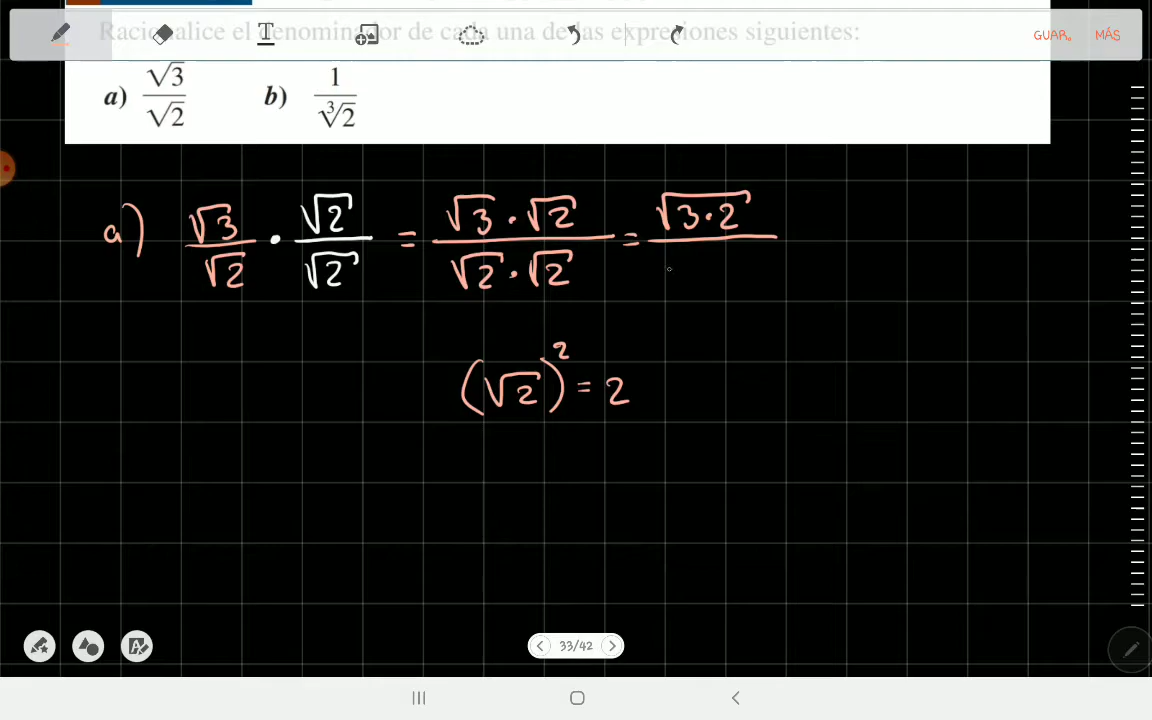 Racionalice el denominador de cada una de las expresiones siguientes:
T GUAR. MÁS
a) √3/√2 b) 1/∛2
a) √3/√2 · √2/√2 = √3 · √2/√2 · √2 = √3·2
(√2)² = 2
33/42